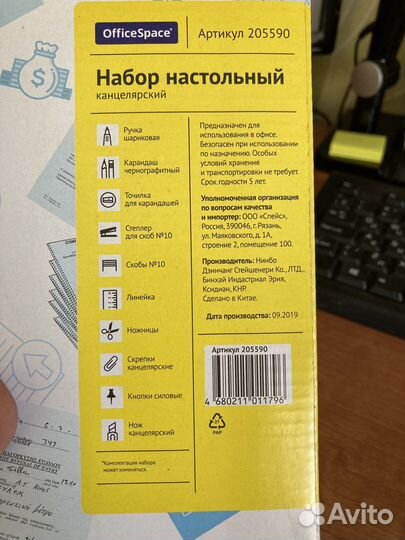 OfficeSpace®
Артикул 205590
Набор настольный
канцелярский
Ручка
шариковая
Карандаш
чернографитный
Точилка
для карандашей
Степлер
для скоб №10
Скобы №10
Линейка
Ножницы
Скрепки
канцелярские
Кнопки силовые
Нож
канцелярский
*Комплектация набора
может изменяться.
Предназначен для
использования в офисе.
Безопасен при использовании
по назначению. Особых
условий хранения
и транспортировки не требует.
Срок годности 5 лет.
Уполномоченная организация
по вопросам качества
и импортер: ООО «Спейс»,
Россия, 390046, г. Рязань,
ул. Маяковского, д. 1А,
строение 2, помещение 100.
Производитель: Нинбо
Дзинчанг Стейшенери Ко., ЛТД.,
Бинхай Индастриал Эрия,
Ксидиан, КНР.
Сделано в Китае.
Дата производства: 09.2019
Артикул 205590
4 680211 011796
21
PAP
Avito